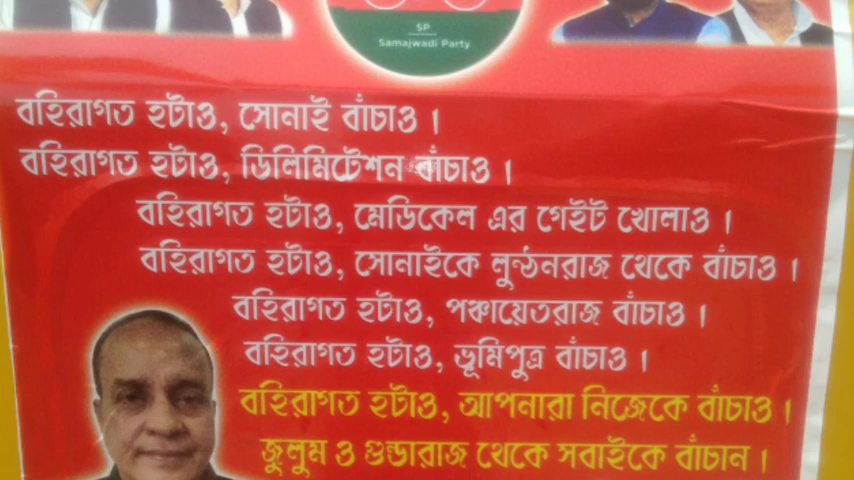 SP
Samajwadi Party
বহিরাগত হটাও, সোনাই বাঁচাও ।
বহিরাগত হটাও, ডিলিমিটেশন বাঁচাও ।
বহিরাগত হটাও, মেডিকেল এর গেইট খোলাও ।
বহিরাগত হটাও, সোনাইকে লুন্ঠনরাজ থেকে বাঁচাও ।
বহিরাগত হটাও, পঞ্চায়েতরাজ বাঁচাও ।
বহিরাগত হটাও, ভূমিপুত্র বাঁচাও ।
বহিরাগত হটাও, আপনারা নিজেকে বাঁচাও ।
জুলুম ও গুন্ডারাজ থেকে সবাইকে বাঁচান ।